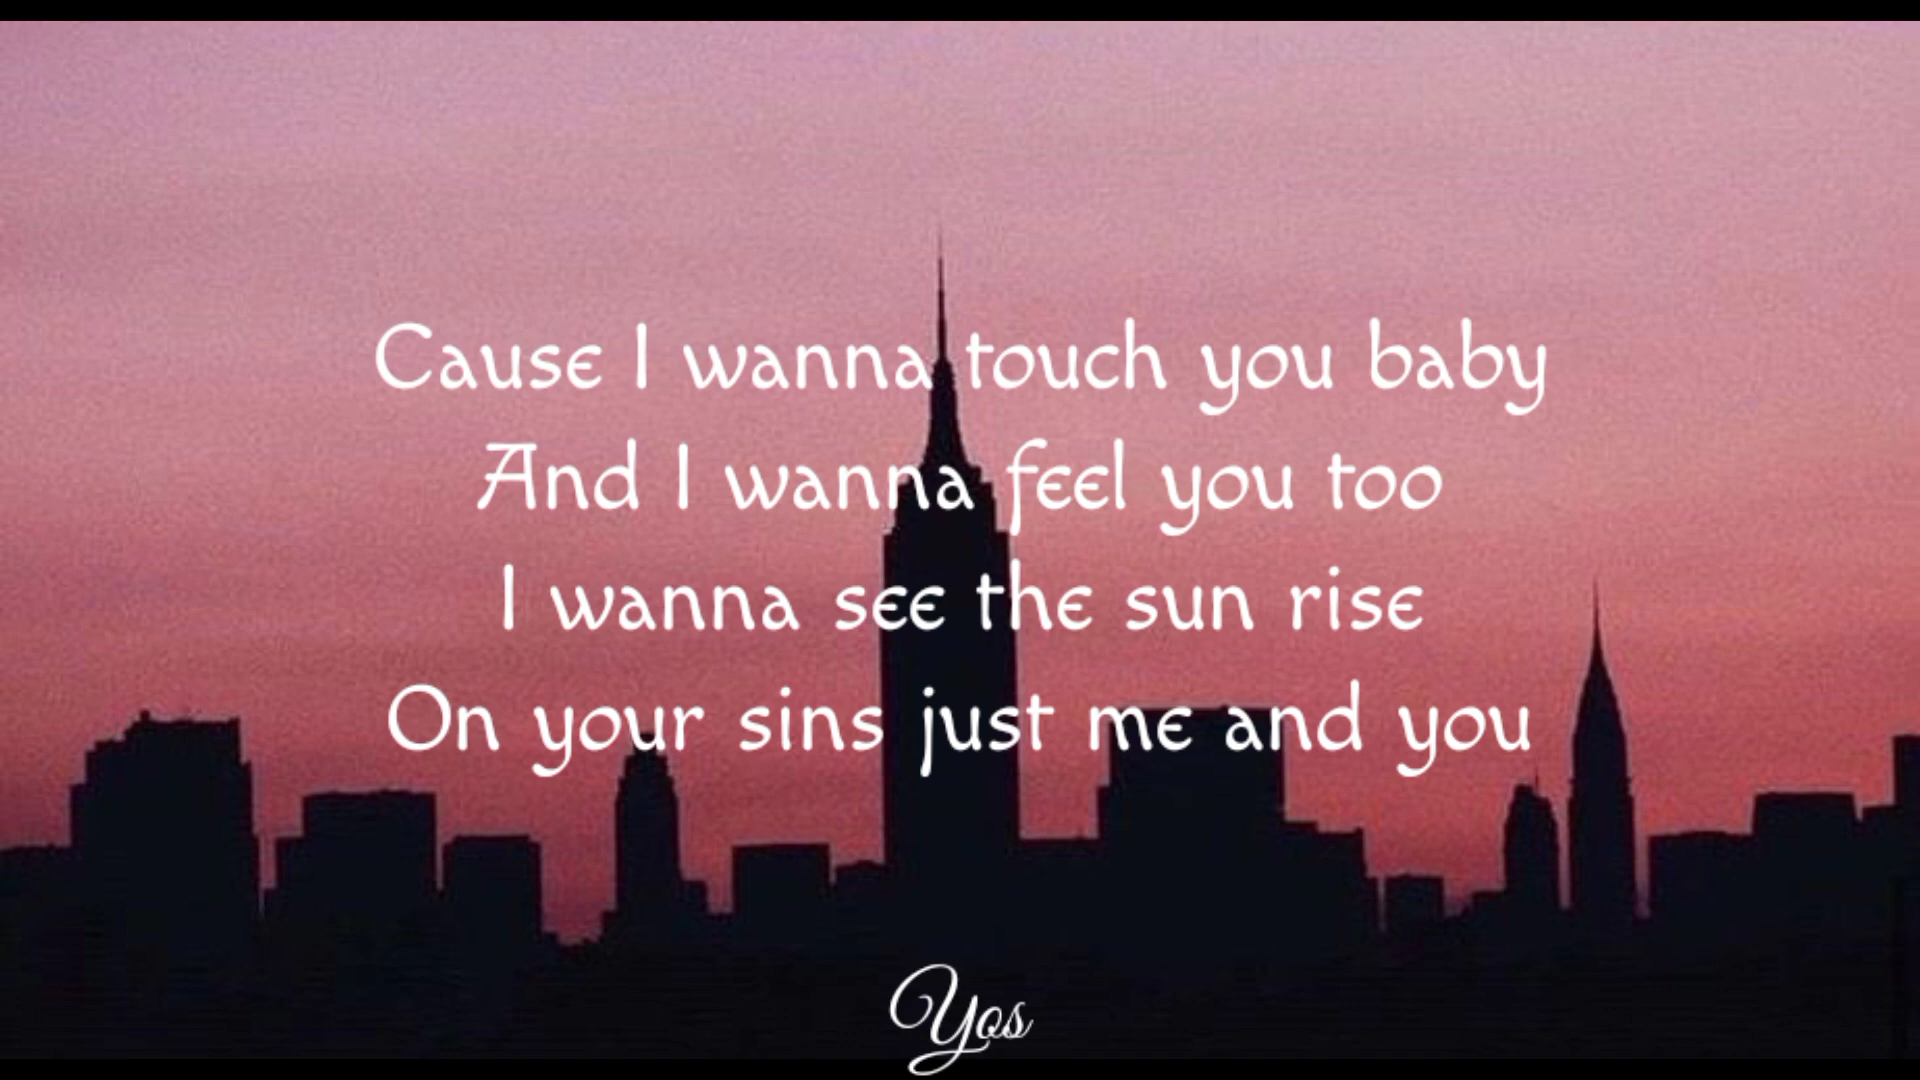 Cause I wanna touch you baby
And I wanna feel you too
I wanna see the sun rise
On your sins just me and you
Yos